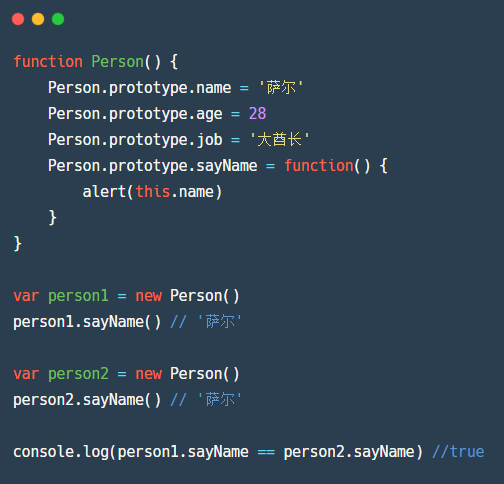 function Person() {
    Person.prototype.name = '萨尔'
    Person.prototype.age = 28
    Person.prototype.job = '大酋长'
    Person.prototype.sayName = function() {
        alert(this.name)
    }
}
var person1 = new Person()
person1.sayName() // '萨尔'
var person2 = new Person()
person2.sayName() // '萨尔'
console.log(person1.sayName == person2.sayName) //true